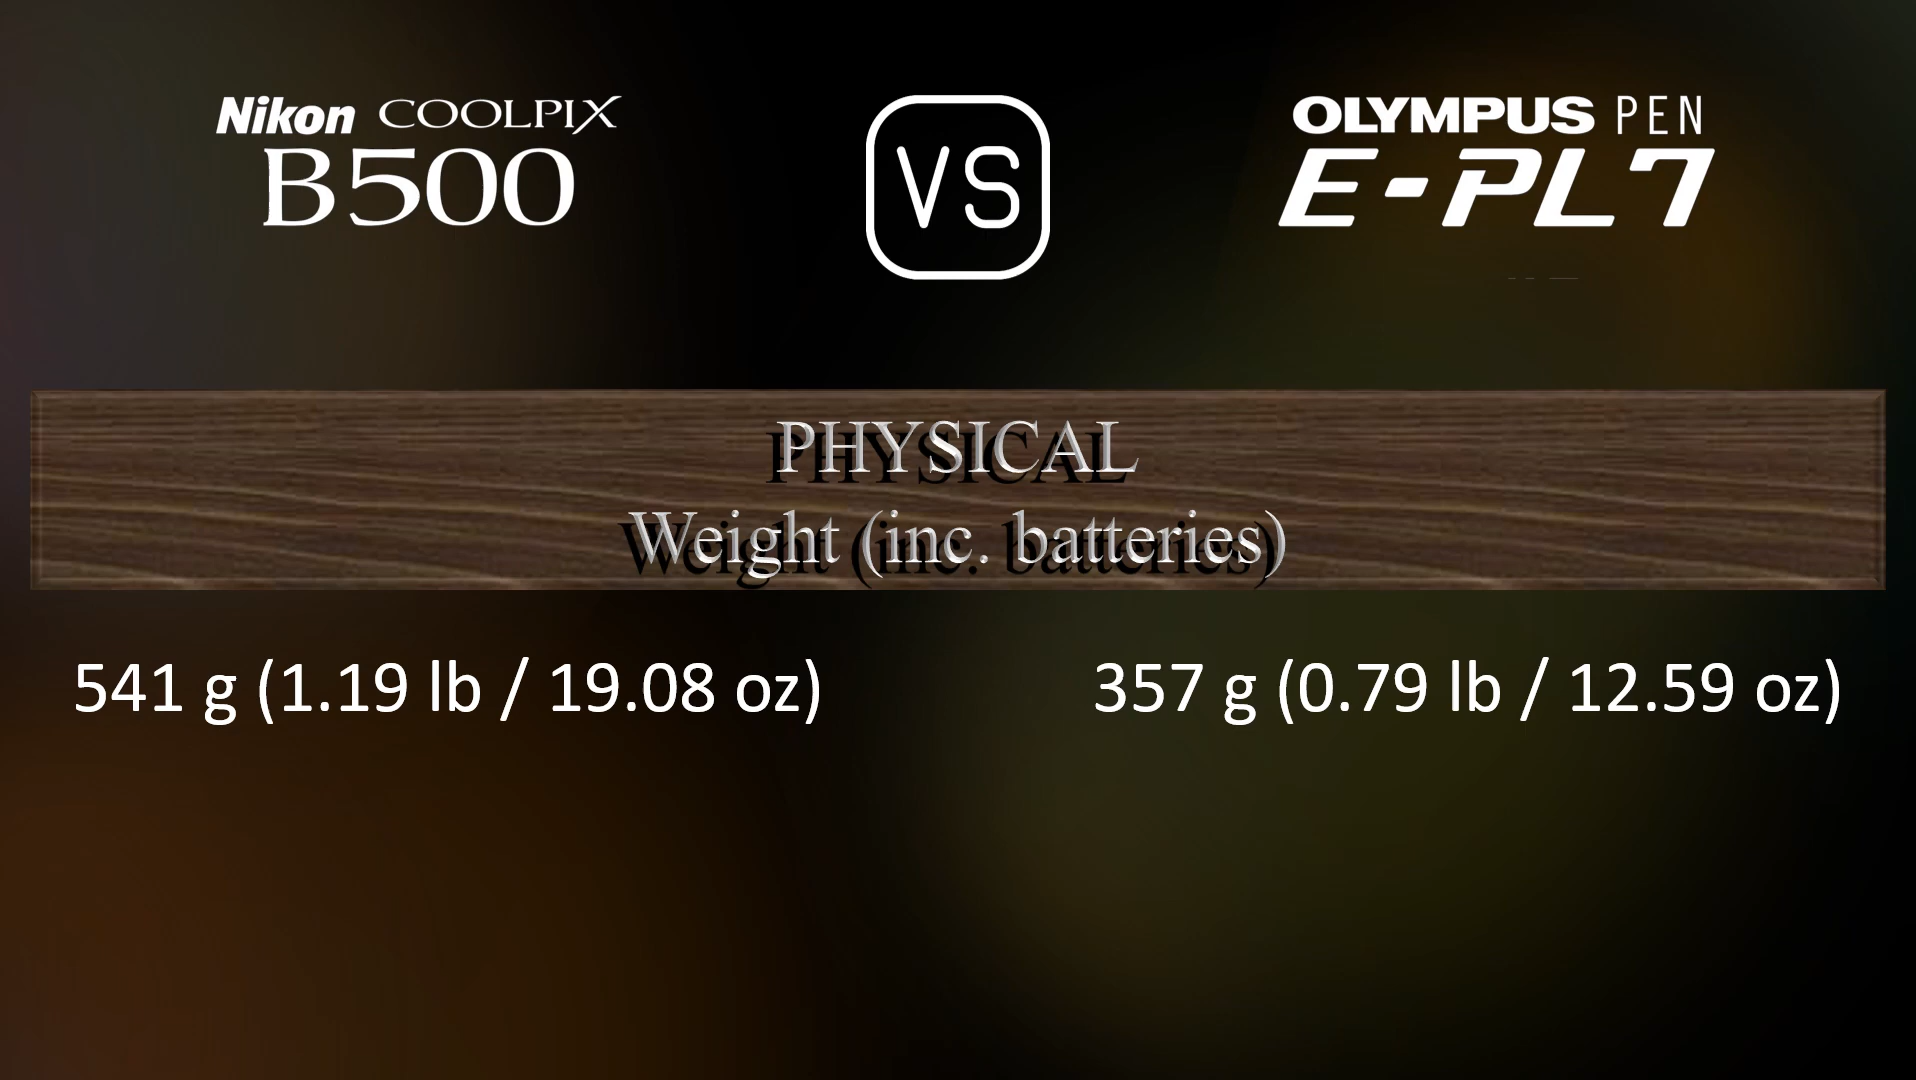 Nikon COOLPIX
B500
VS
OLYMPUS PEN
E-PL7
PHYSICAL
Weight (inc. batteries)
541 g (1.19 lb / 19.08 oz)
357 g (0.79 lb / 12.59 oz)